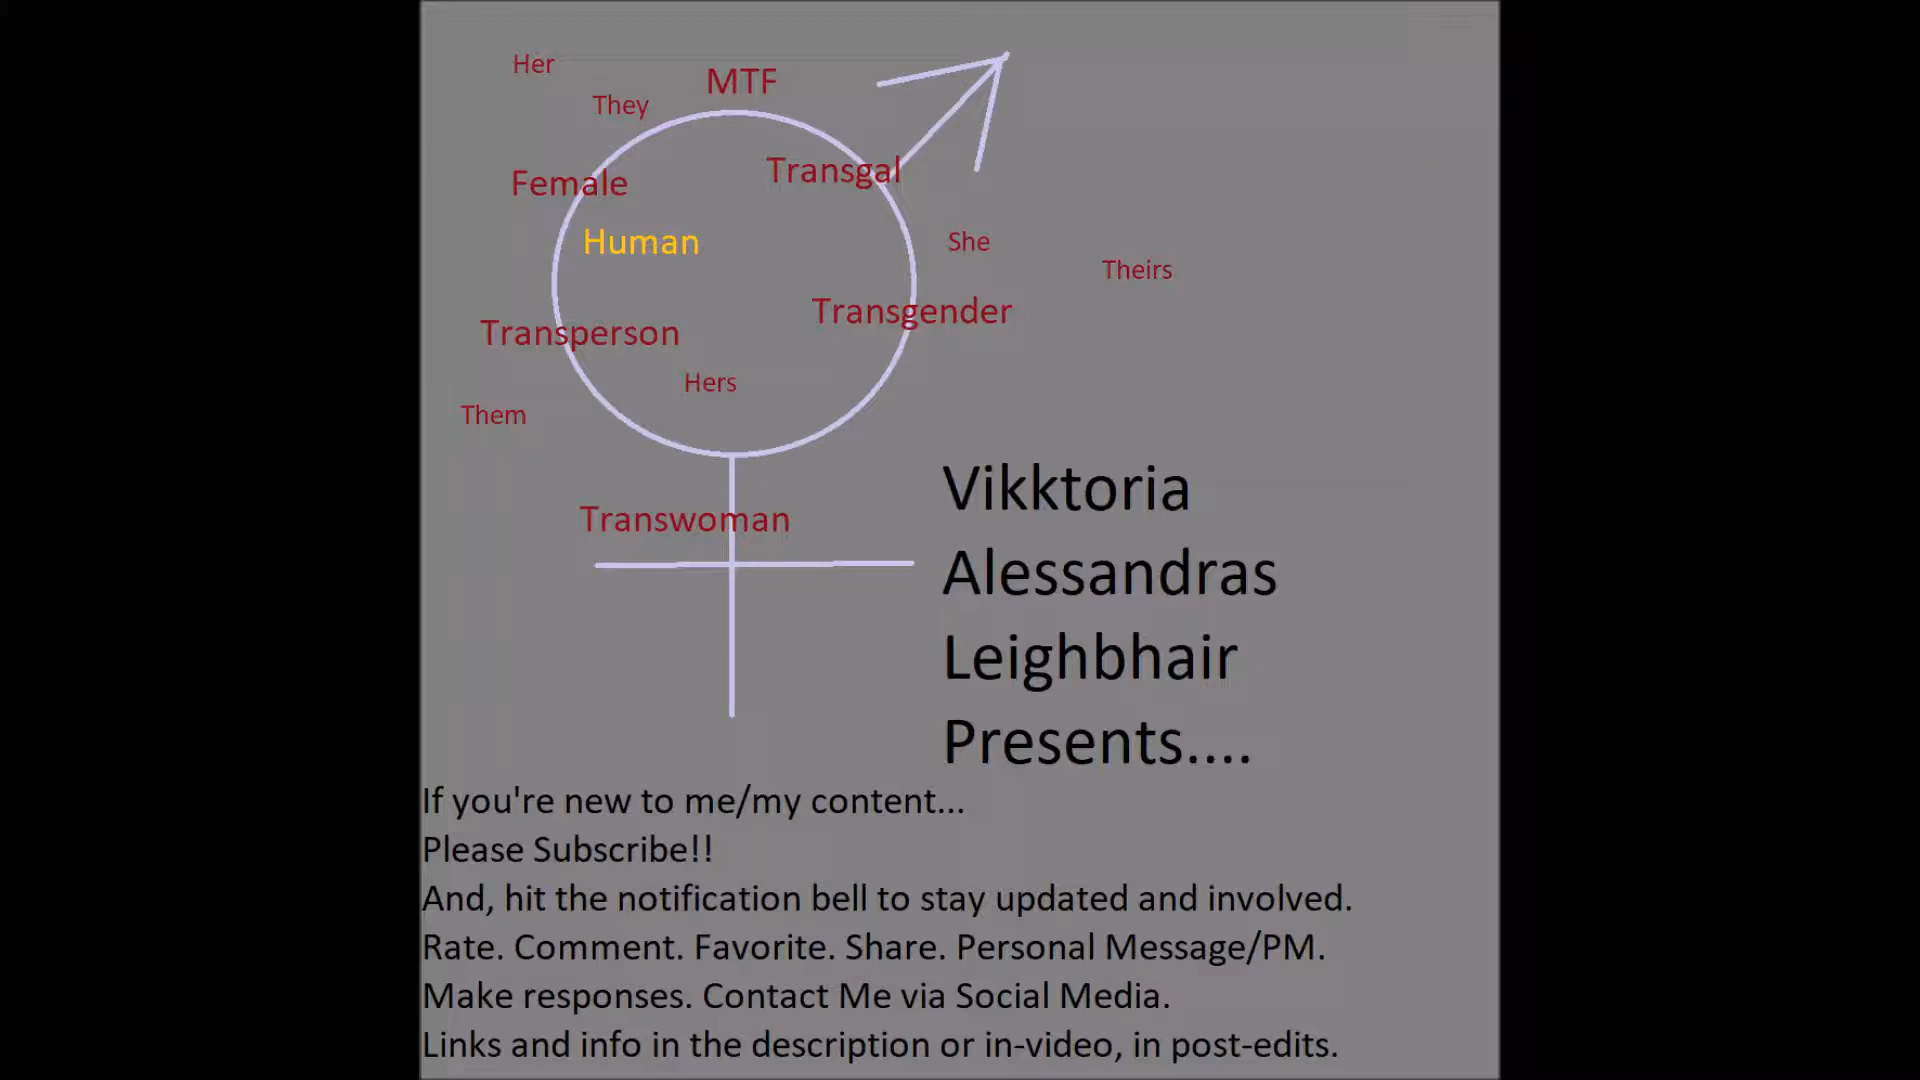 Her
MTF
They
Transgal
Female
Human
She
Theirs
Transgender
Transperson
Hers
Them
Transwoman
Vikktoria
Alessandras
Leighbhair
Presents....
If you're new to me/my content...
Please Subscribe!!
And, hit the notification bell to stay updated and involved.
Rate. Comment. Favorite. Share. Personal Message/PM.
Make responses. Contact Me via Social Media.
Links and info in the description or in-video, in post-edits.